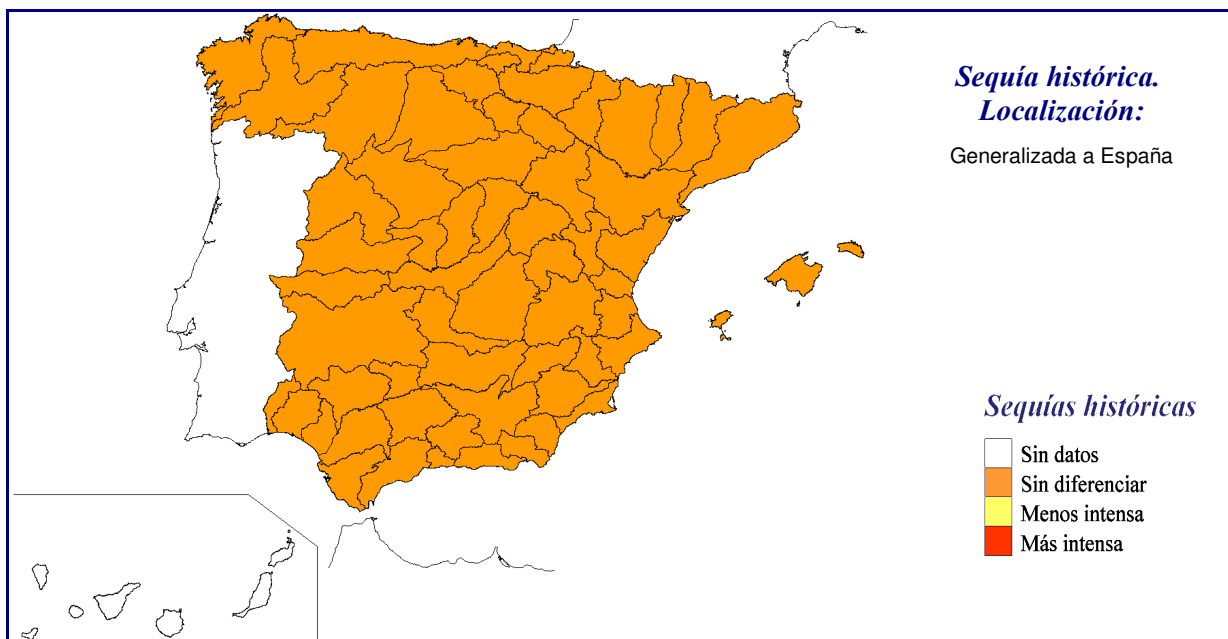 Sequía histórica.
Localización:
Generalizada a España
Sequías históricas
Sin datos
Sin diferenciar
Menos intensa
Más intensa